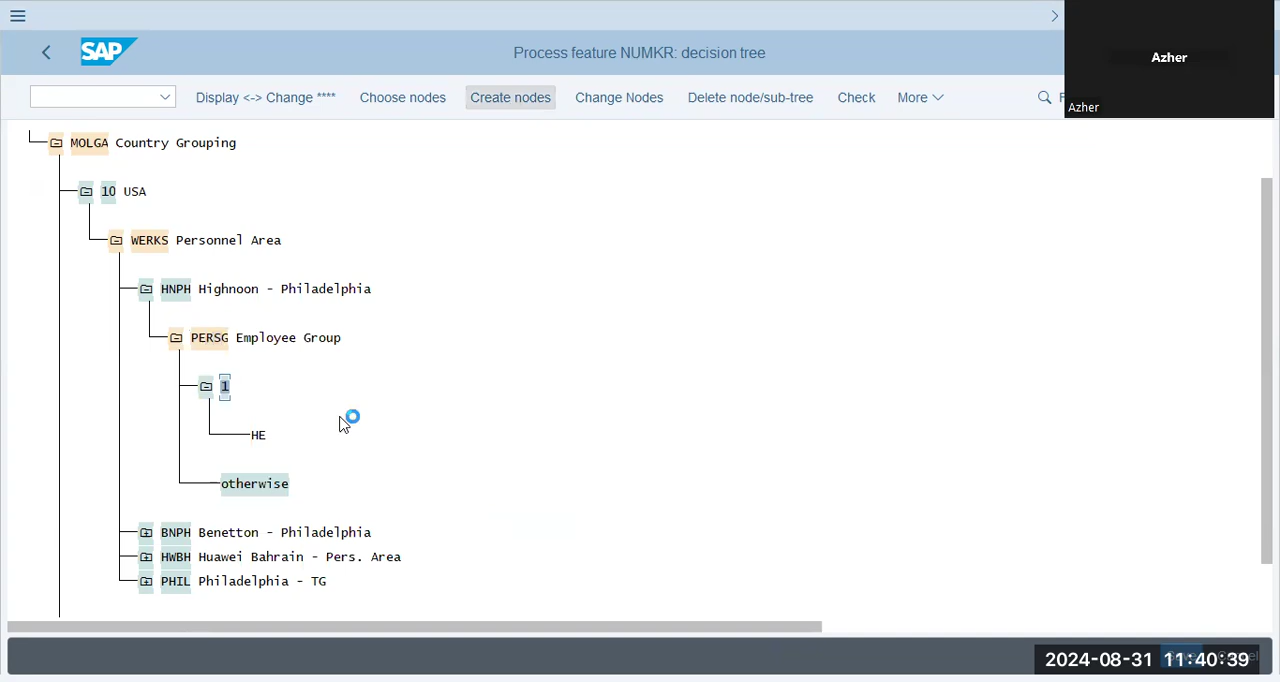 SAP
Process feature NUMKR: decision tree
Azher
Azher
Display <-> Change ****
Choose nodes
Create nodes
Change Nodes
Delete node/sub-tree
Check
More
MOLGA Country Grouping
10 USA
WERKS Personnel Area
HNPH Highnoon - Philadelphia
PERSG Employee Group
1
HE
otherwise
BNPH Benetton - Philadelphia
HWBH Huawei Bahrain - Pers. Area
PHIL Philadelphia - TG
2024-08-31 11:40:39